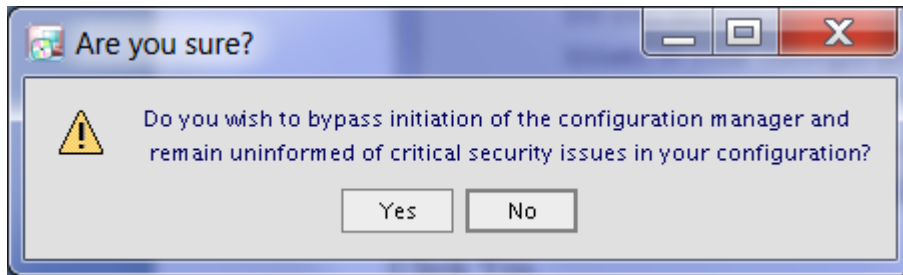 Are you sure?
Do you wish to bypass initiation of the configuration manager and
remain uninformed of critical security issues in your configuration?
Yes No